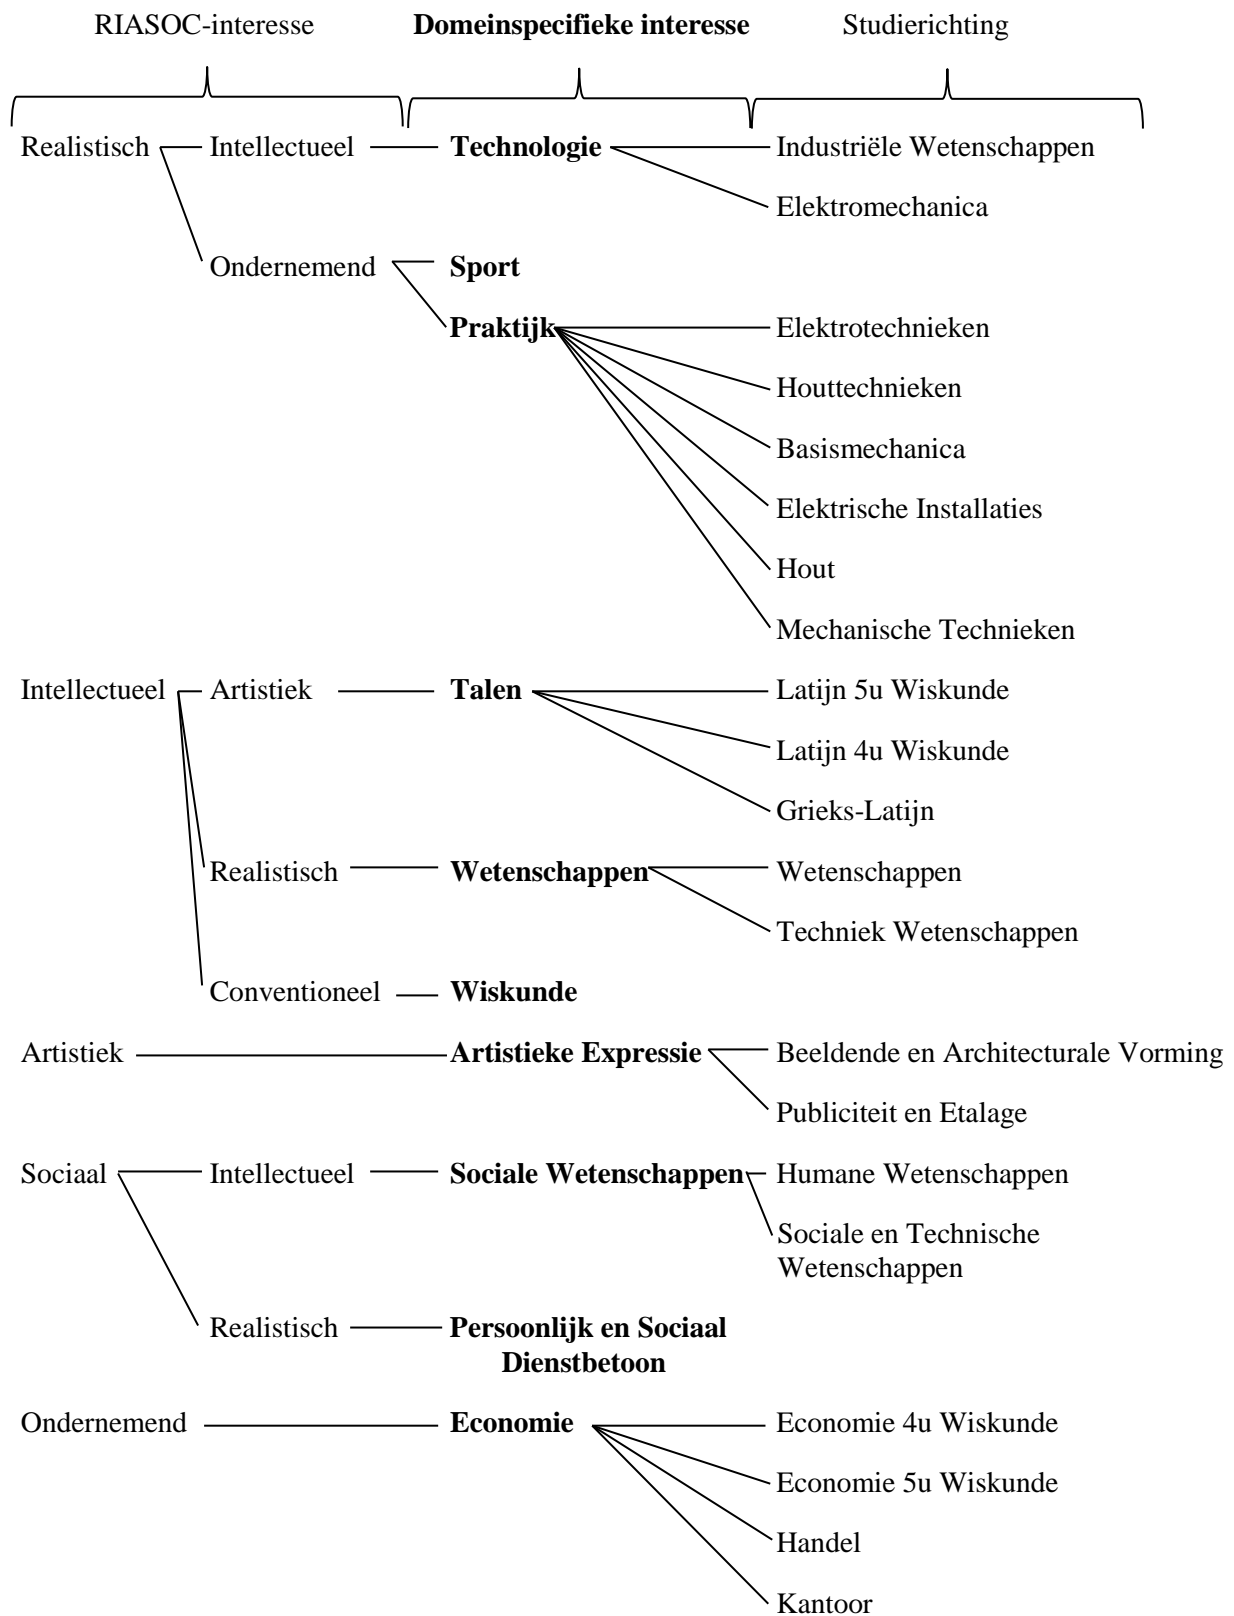 RIASOC-interesse Domeinspecifieke interesse Studierichting
Realistisch Intellectueel Technologie Industriële Wetenschappen
Elektromechanica
Ondernemend Sport
Praktijk Elektrotechnieken
Houttechnieken
Basismechanica
Elektrische Installaties
Hout
Mechanische Technieken
Intellectueel Artistiek Talen Latijn 5u Wiskunde
Latijn 4u Wiskunde
Grieks-Latijn
Realistisch Wetenschappen Wetenschappen
Techniek Wetenschappen
Conventioneel Wiskunde
Artistiek Artistieke Expressie Beeldende en Architecturale Vorming
Publiciteit en Etalage
Sociaal Intellectueel Sociale Wetenschappen Humane Wetenschappen
Sociale en Technische
Wetenschappen
Realistisch Persoonlijk en Sociaal
Dienstbetoon
Ondernemend Economie Economie 4u Wiskunde
Economie 5u Wiskunde
Handel
Kantoor